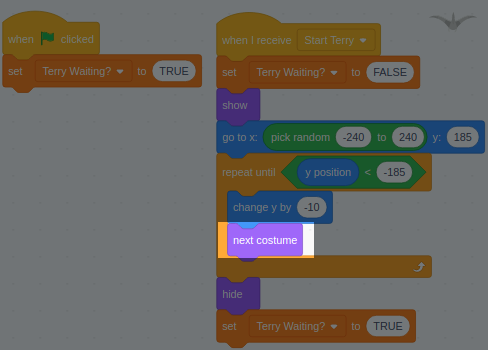 when clicked
set Terry Waiting? to TRUE
when I receive Start Terry
set Terry Waiting? to FALSE
show
go to x: pick random -240 to 240 y: 185
repeat until y position < -185
change y by -10
next costume
hide
set Terry Waiting? to TRUE